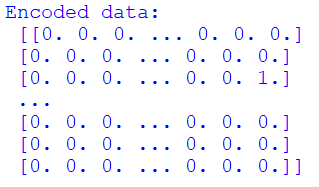 Encoded data:
[[0. 0. 0. ... 0. 0. 0.]
[0. 0. 0. ... 0. 0. 0.]
[0. 0. 0. ... 0. 0. 1.]
...
[0. 0. 0. ... 0. 0. 0.]
[0. 0. 0. ... 0. 0. 0.]
[0. 0. 0. ... 0. 0. 0.]]